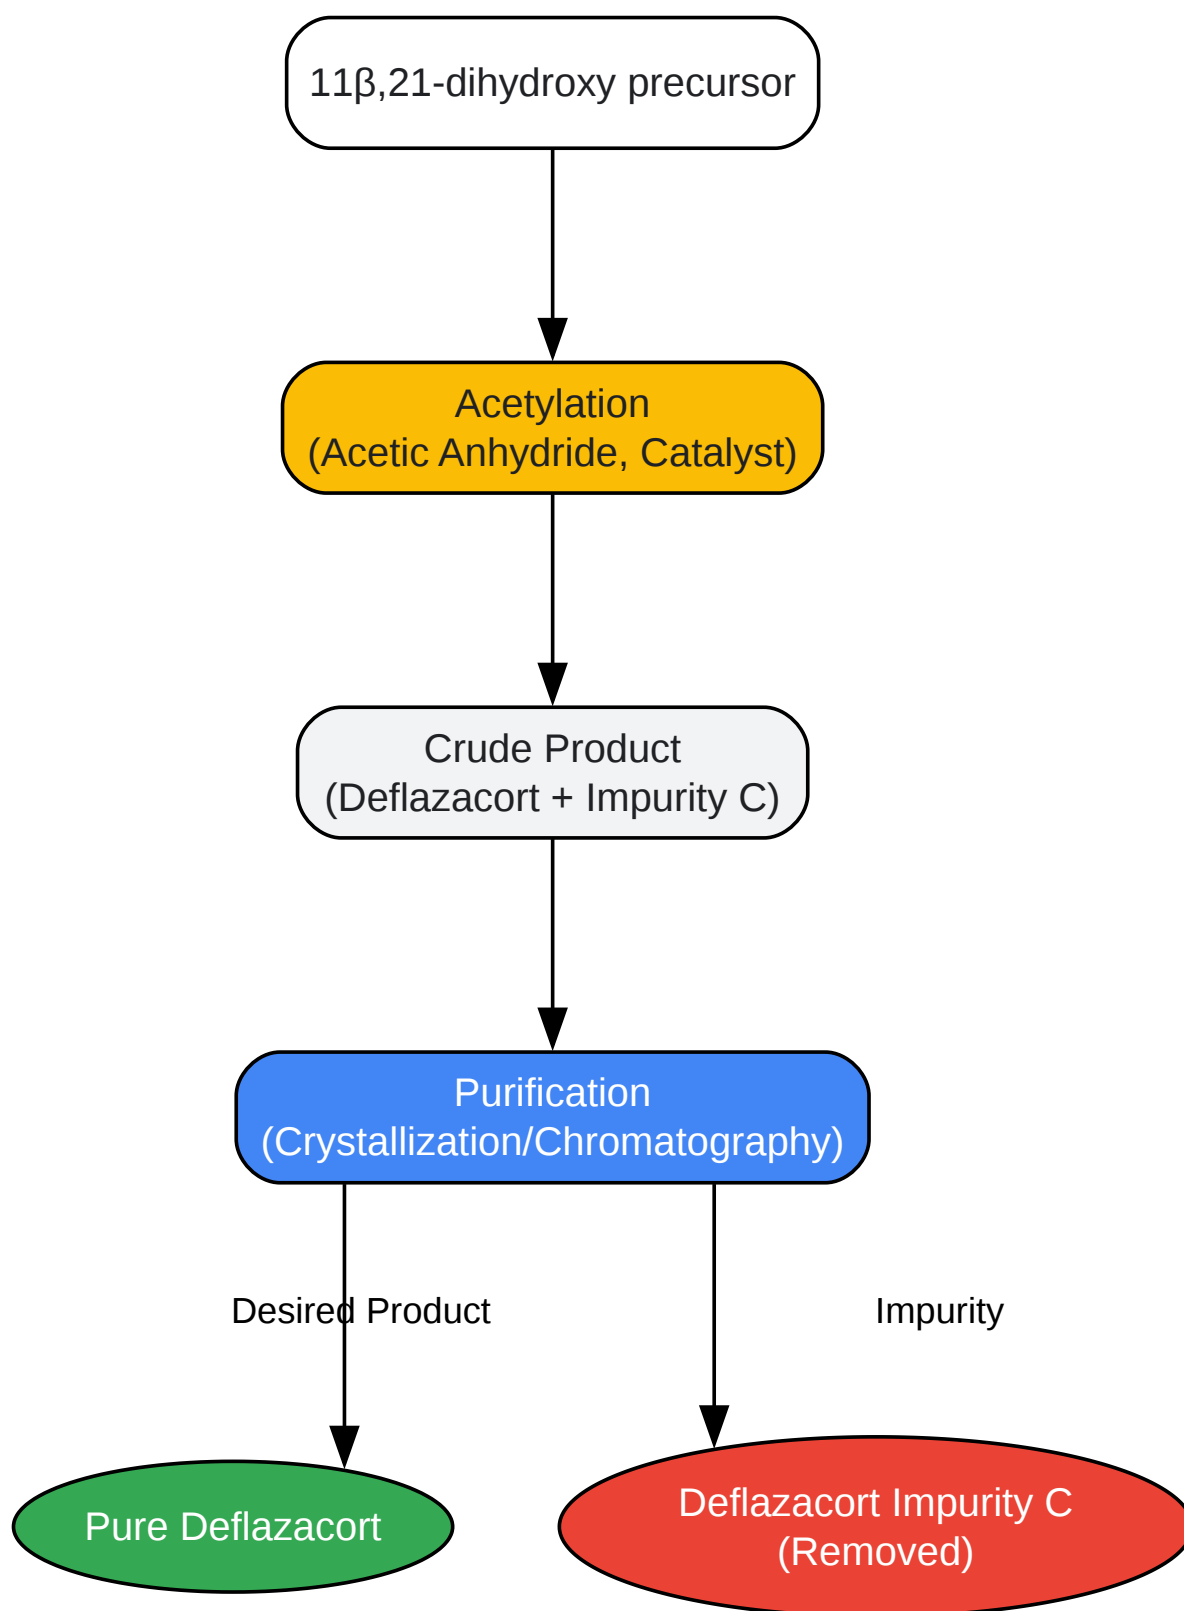 11β,21-dihydroxy precursor
Acetylation
(Acetic Anhydride, Catalyst)
Crude Product
(Deflazacort + Impurity C)
Purification
(Crystallization/Chromatography)
Desired Product
Impurity
Pure Deflazacort
Deflazacort Impurity C
(Removed)